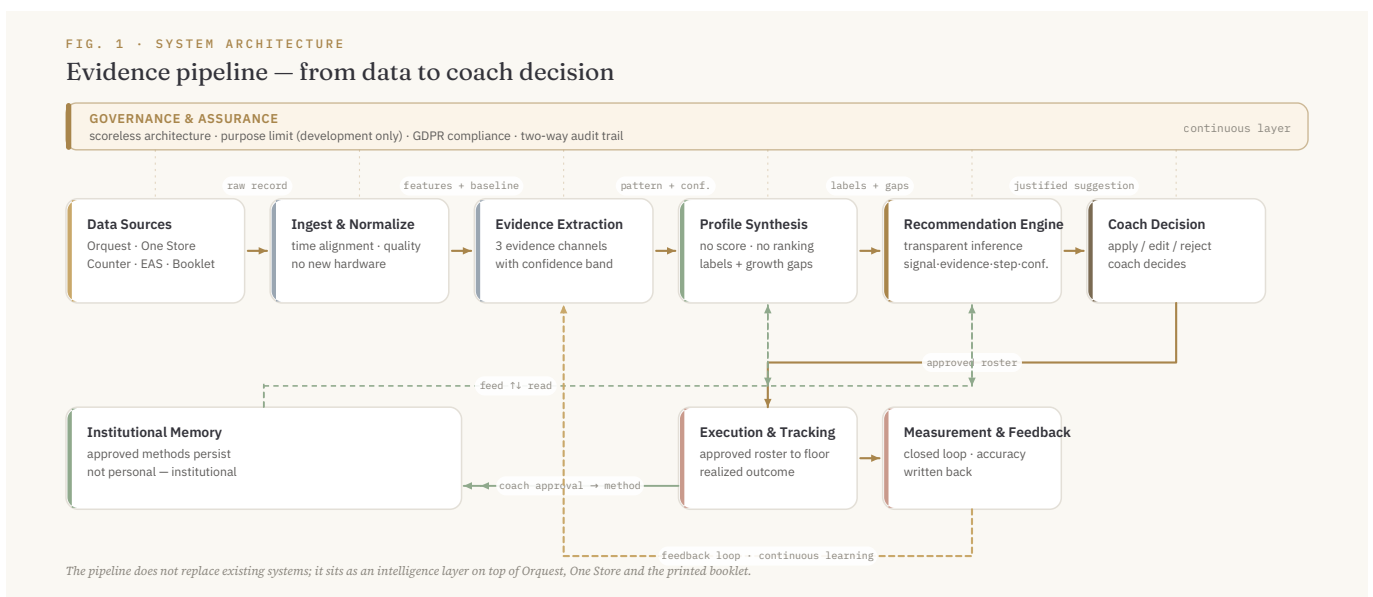 FIG. 1 · SYSTEM ARCHITECTURE
Evidence pipeline — from data to coach decision
GOVERNANCE & ASSURANCE
scoreless architecture · purpose limit (development only) · GDPR compliance · two-way audit trail
continuous layer
raw record
features + baseline
pattern + conf.
labels + gaps
justified suggestion
Data Sources
Orquest · One Store
Counter · EAS · Booklet
Ingest & Normalize
time alignment · quality
no new hardware
Evidence Extraction
3 evidence channels
with confidence band
Profile Synthesis
no score · no ranking
labels + growth gaps
Recommendation Engine
transparent inference
signal·evidence·step·conf.
Coach Decision
apply / edit / reject
coach decides
approved roster
feed ↑↓ read
Institutional Memory
approved methods persist
not personal — institutional
coach approval → method
Execution & Tracking
approved roster to floor
realized outcome
Measurement & Feedback
closed loop · accuracy
written back
feedback loop · continuous learning
The pipeline does not replace existing systems; it sits as an intelligence layer on top of Orquest, One Store and the printed booklet.